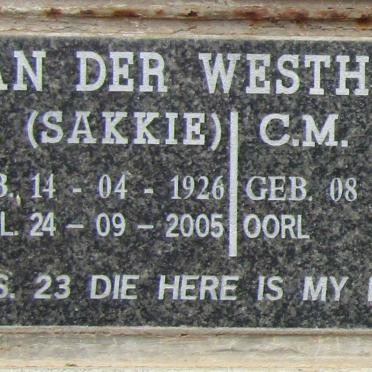 AN DER WESTH
(SAKKIE) C.M.
B. 14 - 04 - 1926 GEB. 08
L. 24 - 09 - 2005 OORL
S. 23 DIE HERE IS MY